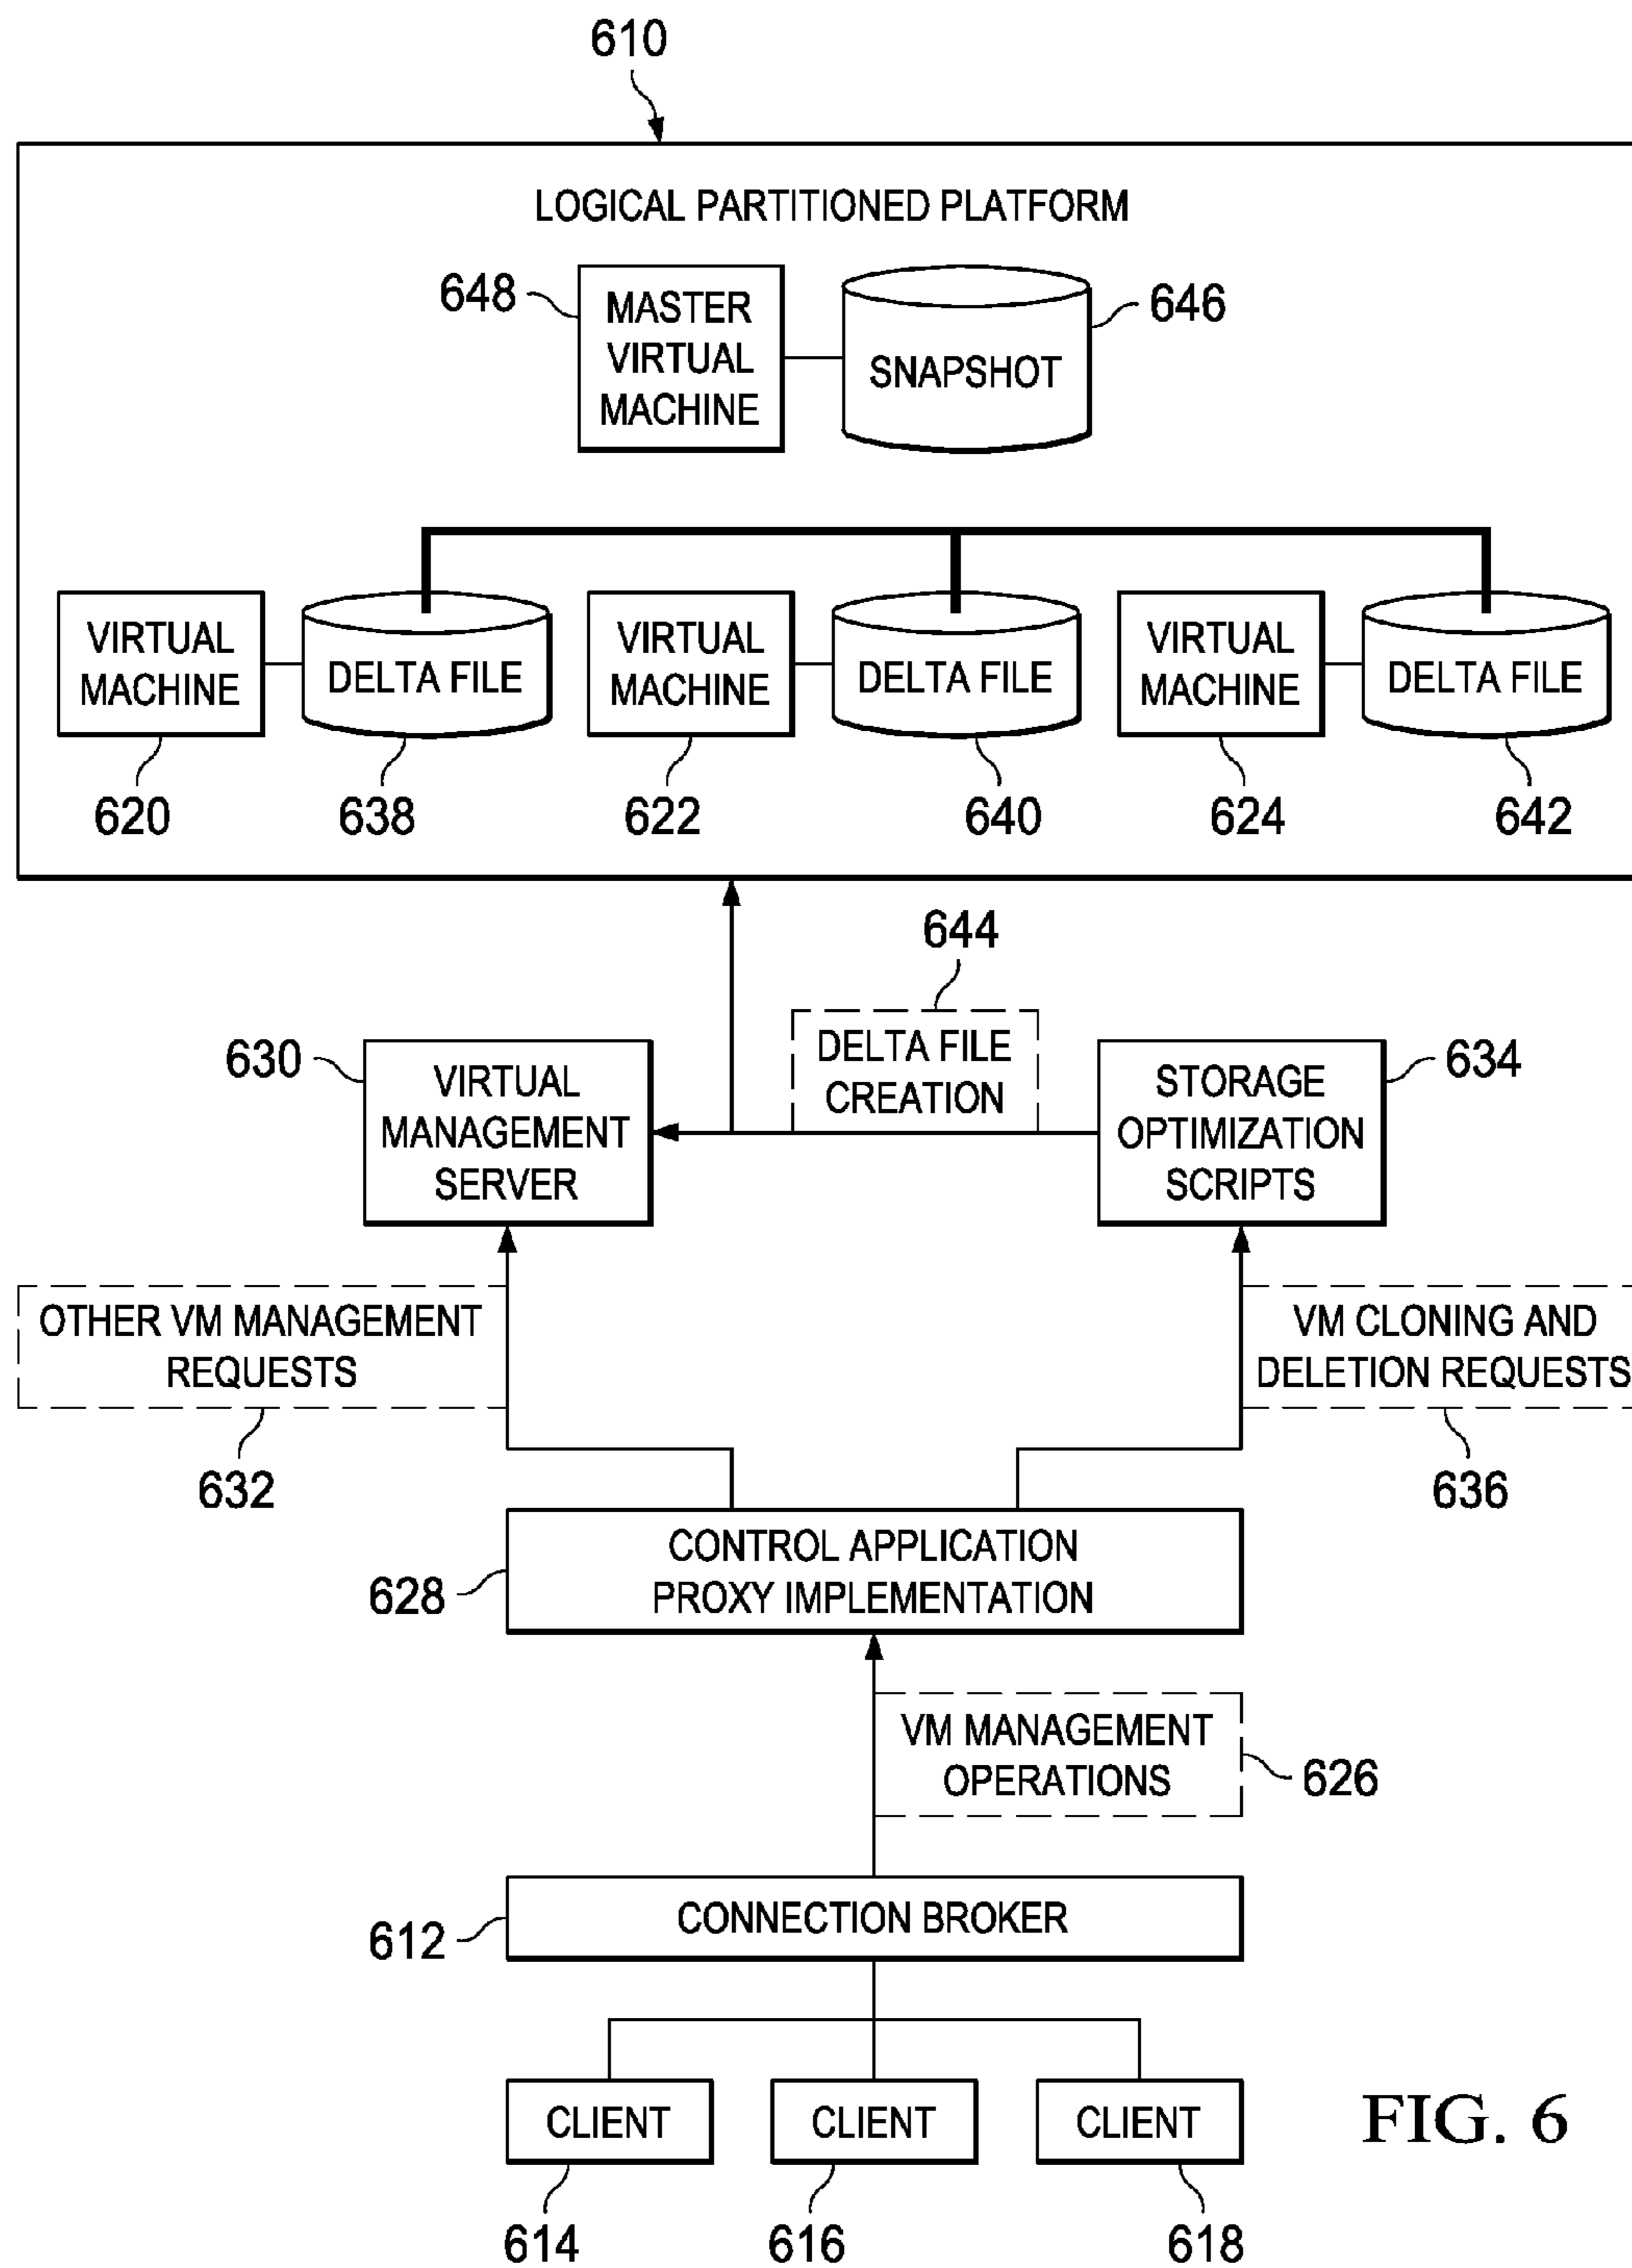 610
LOGICAL PARTITIONED PLATFORM
648
MASTER
VIRTUAL
MACHINE
SNAPSHOT
646
VIRTUAL
MACHINE
DELTA FILE
VIRTUAL
MACHINE
DELTA FILE
VIRTUAL
MACHINE
DELTA FILE
620
638
622
640
624
642
644
DELTA FILE
CREATION
630
VIRTUAL
MANAGEMENT
SERVER
STORAGE
OPTIMIZATION
SCRIPTS
634
OTHER VM MANAGEMENT
REQUESTS
632
VM CLONING AND
DELETION REQUESTS
636
CONTROL APPLICATION
PROXY IMPLEMENTATION
628
VM MANAGEMENT
OPERATIONS
626
CONNECTION BROKER
612
CLIENT
CLIENT
CLIENT
614
616
618
FIG. 6